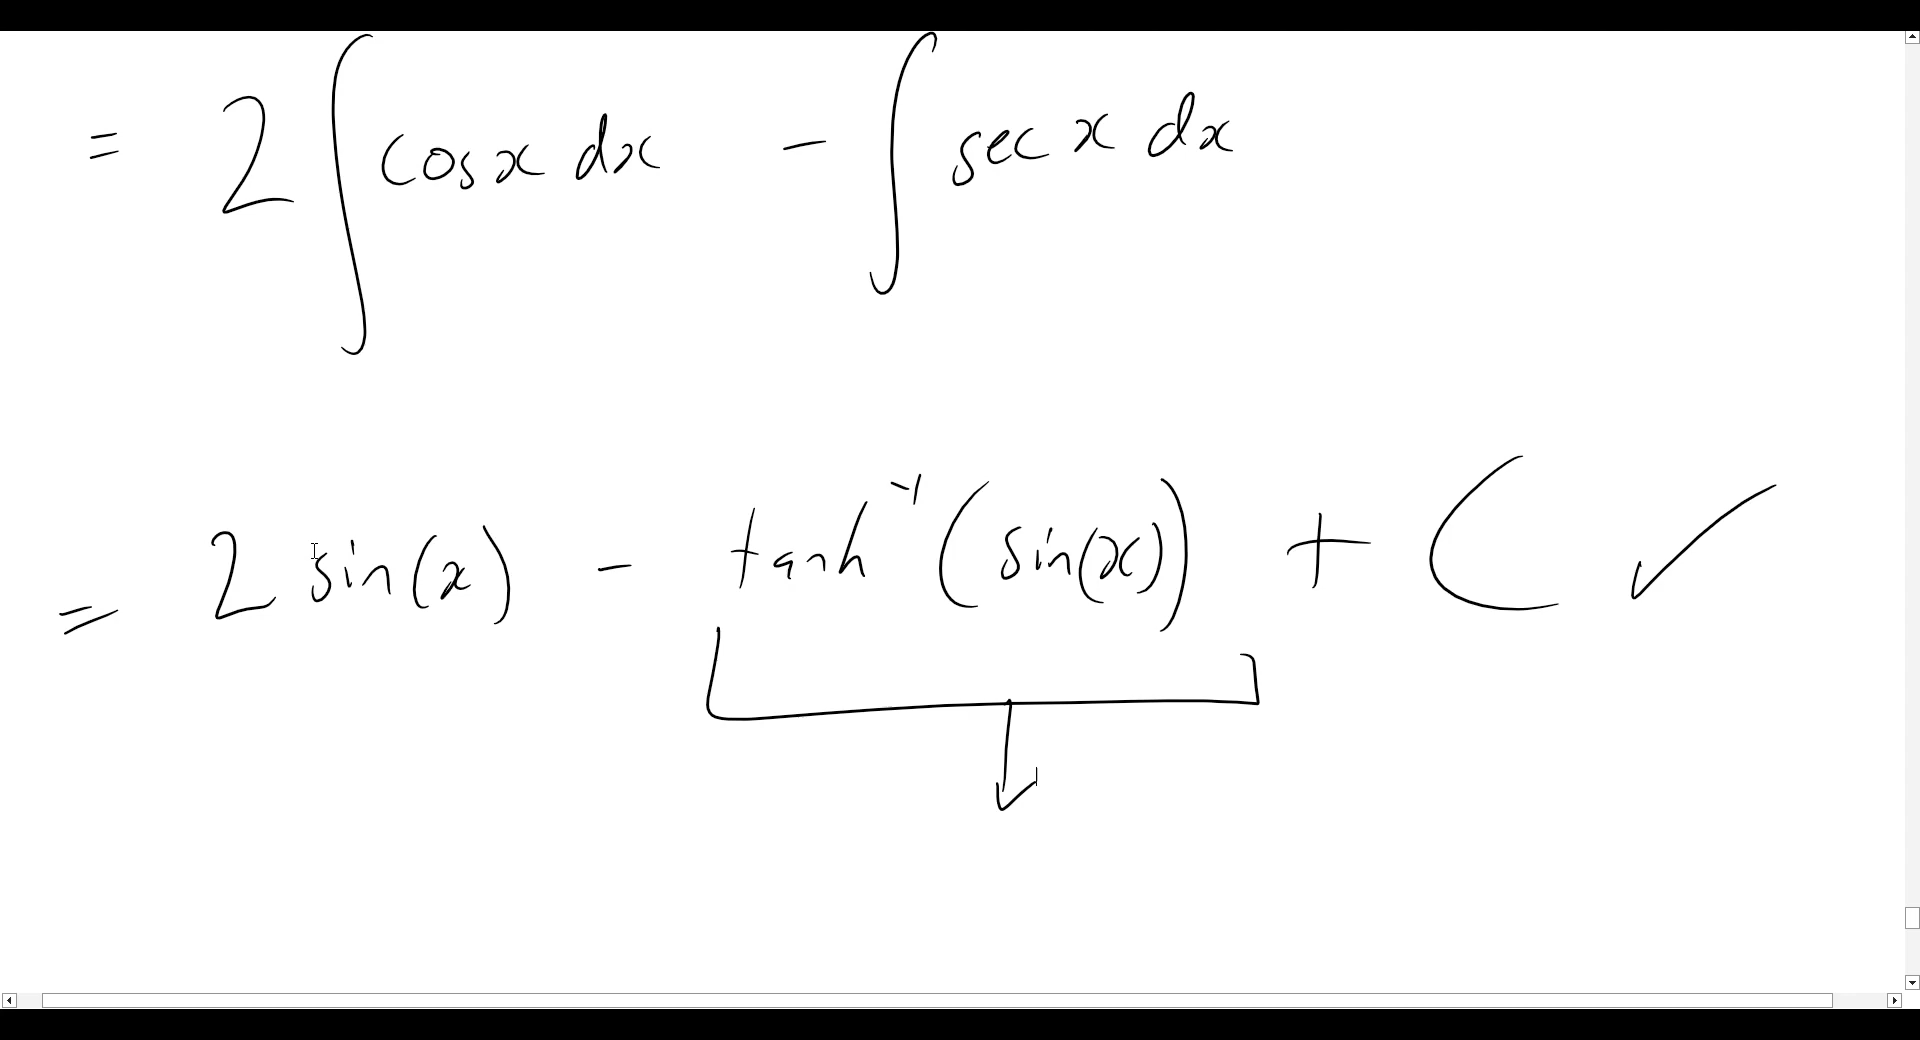 = 2 ∫ cos x dx - ∫ sec x dx
= 2 sin(x) - tanh⁻¹(sin(x)) + C ✓